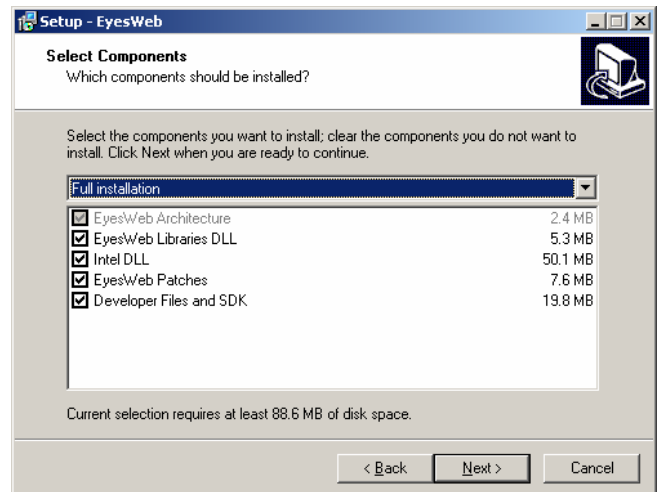 Setup - EyesWeb
Select Components
Which components should be installed?
Select the components you want to install; clear the components you do not want to
install. Click Next when you are ready to continue.
Full installation
EyesWeb Architecture 2.4 MB
EyesWeb Libraries DLL 5.3 MB
Intel DLL 50.1 MB
EyesWeb Patches 7.6 MB
Developer Files and SDK 19.8 MB
Current selection requires at least 88.6 MB of disk space.
< Back Next > Cancel